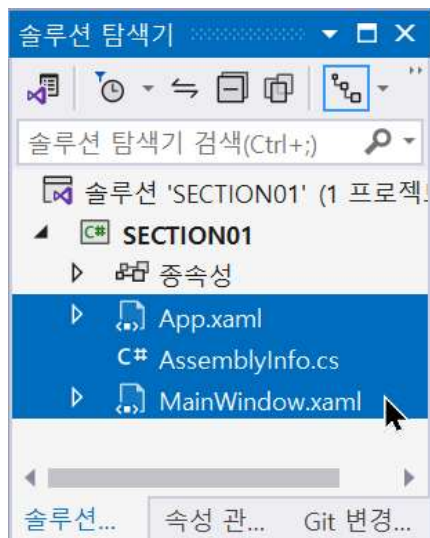 솔루션 탐색기
솔루션 탐색기 검색(Ctrl+;)
솔루션 'SECTION01' (1 프로젝
C# SECTION01
종속성
App.xaml
C# AssemblyInfo.cs
MainWindow.xaml
솔루션... 속성 관... Git 변경...